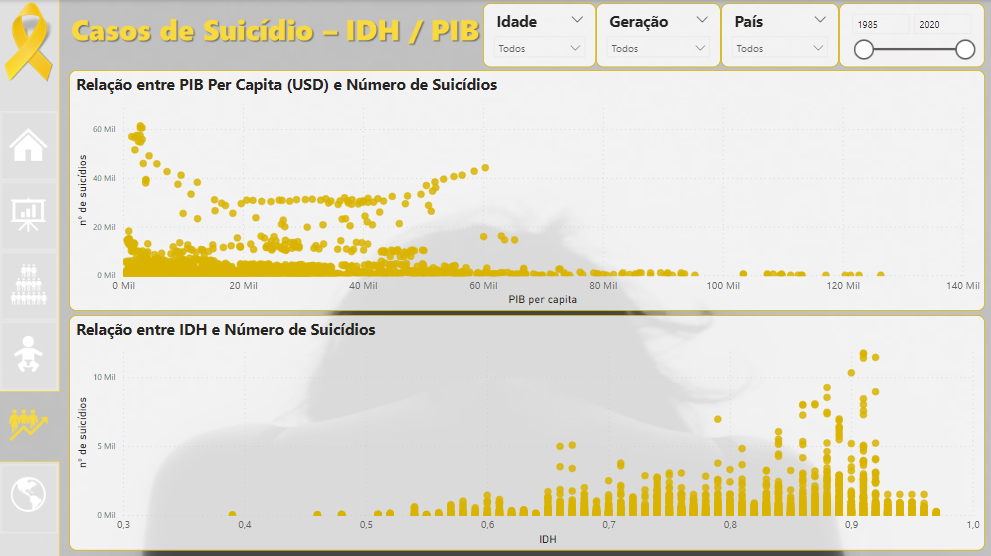 Casos de Suicídio – IDH / PIB
Idade
Todos
Geração
Todos
País
Todos
1985
2020
Relação entre PIB Per Capita (USD) e Número de Suicídios
n° de suicídios
60 Mil
40 Mil
20 Mil
0 Mil
0 Mil 20 Mil 40 Mil 60 Mil 80 Mil 100 Mil 120 Mil 140 Mil
PIB per capita
Relação entre IDH e Número de Suicídios
n° de suicídios
10 Mil
5 Mil
0 Mil
0,3 0,4 0,5 0,6 0,7 0,8 0,9 1,0
IDH